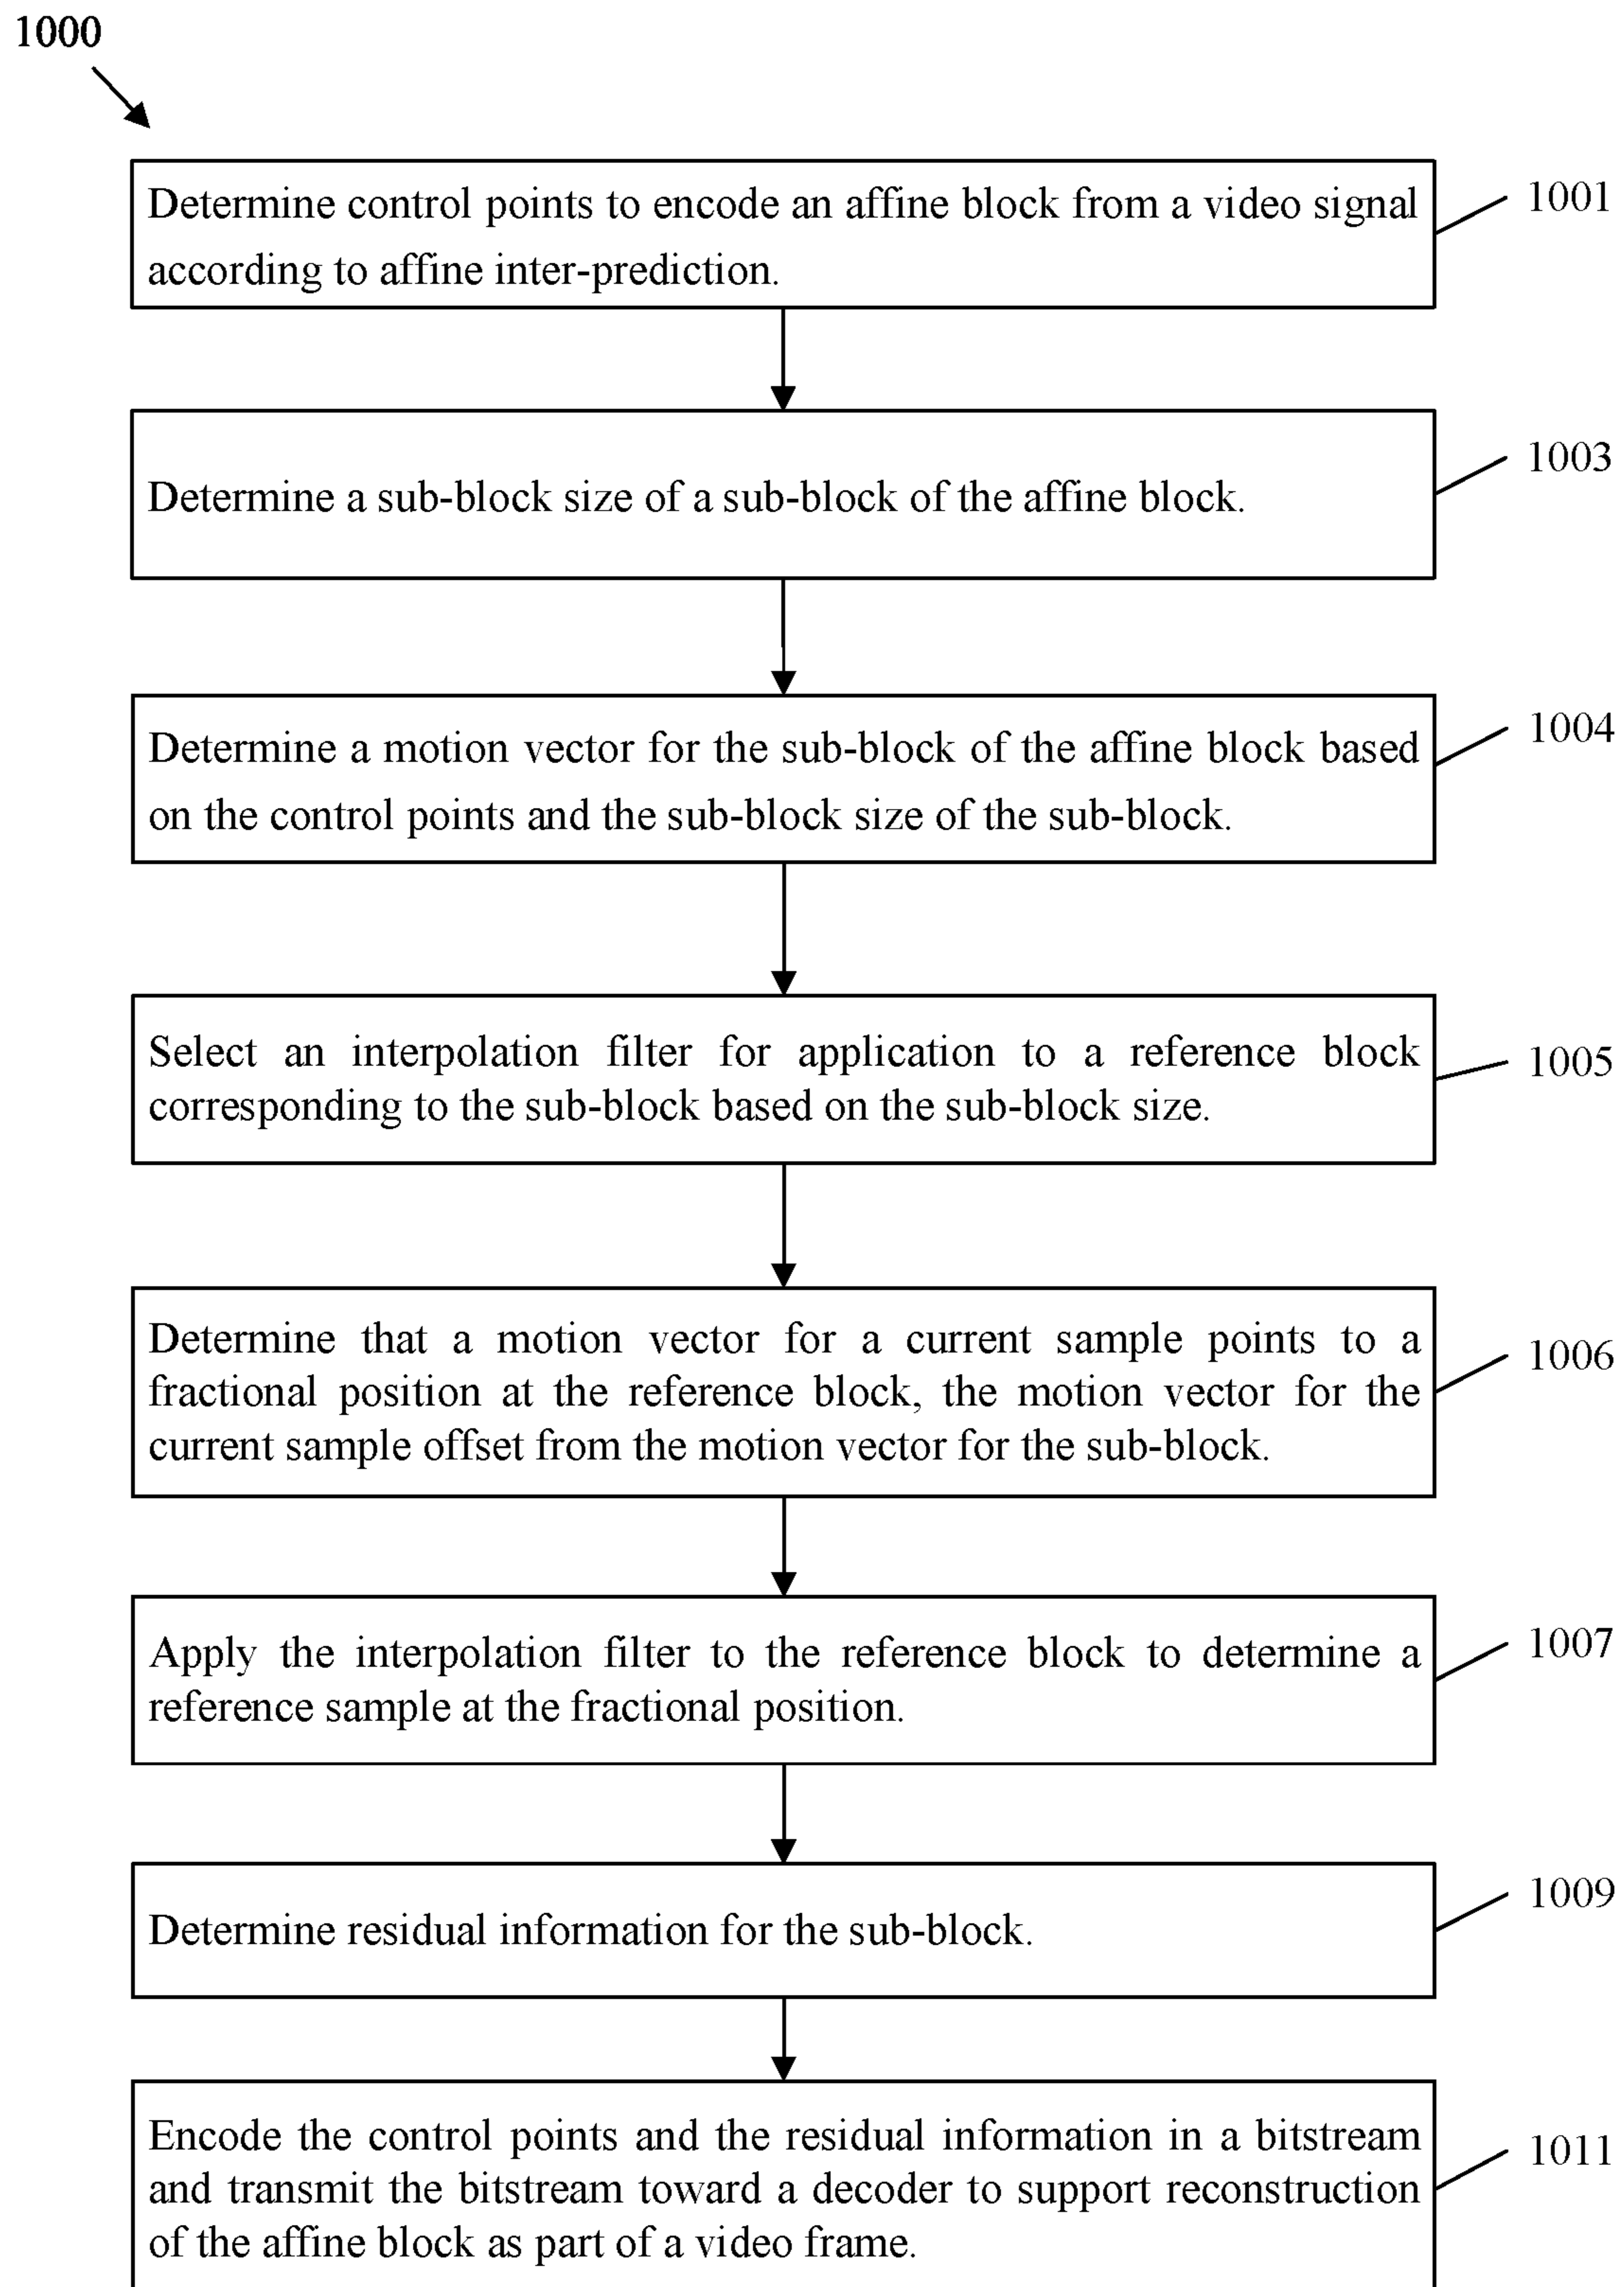 1000
Determine control points to encode an affine block from a video signal
according to affine inter-prediction.
1001
Determine a sub-block size of a sub-block of the affine block.
1003
Determine a motion vector for the sub-block of the affine block based
on the control points and the sub-block size of the sub-block.
1004
Select an interpolation filter for application to a reference block
corresponding to the sub-block based on the sub-block size.
1005
Determine that a motion vector for a current sample points to a
fractional position at the reference block, the motion vector for the
current sample offset from the motion vector for the sub-block.
1006
Apply the interpolation filter to the reference block to determine a
reference sample at the fractional position.
1007
Determine residual information for the sub-block.
1009
Encode the control points and the residual information in a bitstream
and transmit the bitstream toward a decoder to support reconstruction
of the affine block as part of a video frame.
1011